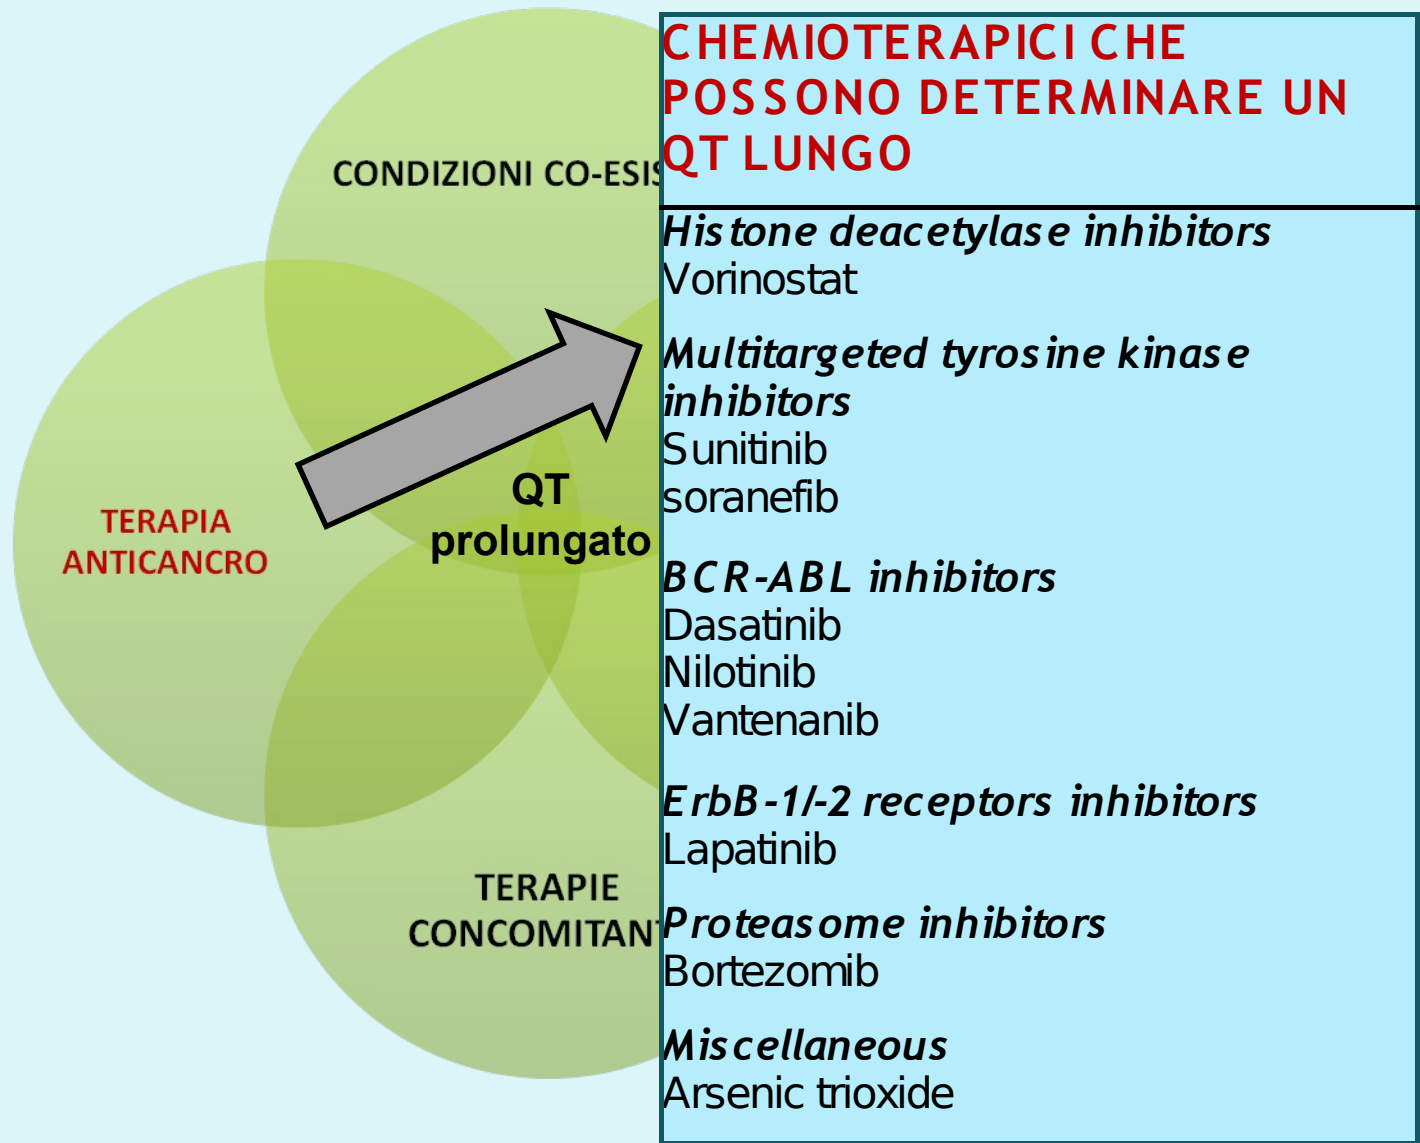 CONDIZIONI CO-ESIS
TERAPIA
ANTICANCRO
QT
prolungato
TERAPIE
CONCOMITANT
CHEMIOTERAPICI CHE
POSSONO DETERMINARE UN
QT LUNGO
Histone deacetylase inhibitors
Vorinostat
Multitargeted tyrosine kinase
inhibitors
Sunitinib
soranefib
BCR-ABL inhibitors
Dasatinib
Nilotinib
Vantenanib
ErbB-1/-2 receptors inhibitors
Lapatinib
Proteasome inhibitors
Bortezomib
Miscellaneous
Arsenic trioxide